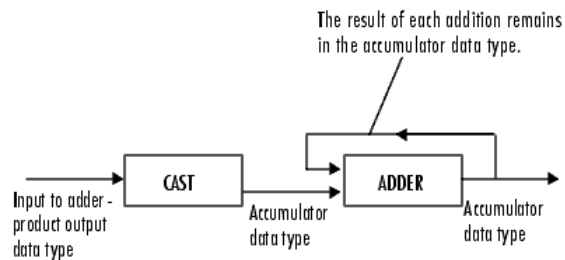 The result of each addition remains
in the accumulator data type.
CAST
ADDER
Input to adder -
product output
data type
Accumulator
data type
Accumulator
data type